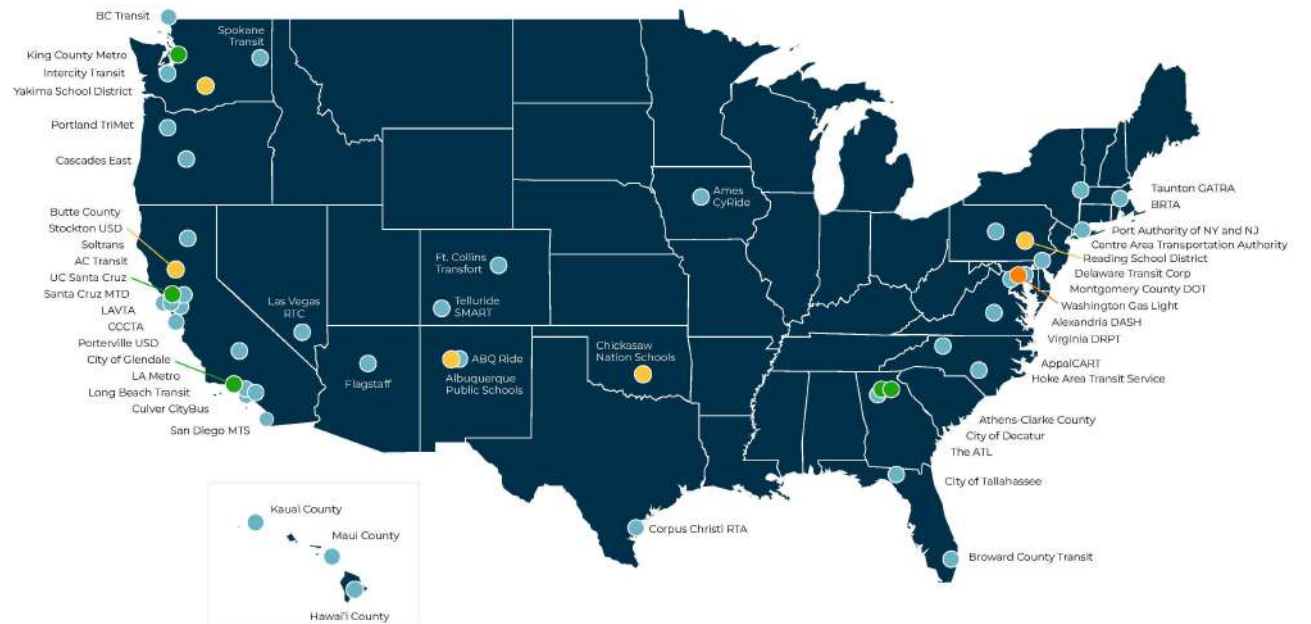 BC Transit
Spokane
Transit
King County Metro
Intercity Transit
Yakima School District
Portland TriMet
Cascades East
Butte County
Stockton USD
Soltrans
AC Transit
UC Santa Cruz
Santa Cruz MTD
LAVTA
CCCTA
Porterville USD
City of Glendale
LA Metro
Long Beach Transit
Culver CityBus
San Diego MTS
Las Vegas
RTC
Flagstaff
Ft. Collins
Transfort
Telluride
SMART
ABQ Ride
Albuquerque
Public Schools
Chickasaw
Nation Schools
Ames
CyRide
Corpus Christi RTA
Taunton GATRA
BRTA
Port Authority of NY and NJ
Centre Area Transportation Authority
Reading School District
Delaware Transit Corp
Montgomery County DOT
Washington Gas Light
Alexandria DASH
Virginia DRPT
AppalCART
Hoke Area Transit Service
Athens-Clarke County
City of Decatur
The ATL
City of Tallahassee
Broward County Transit
Kauai County
Maui County
Hawai'i County